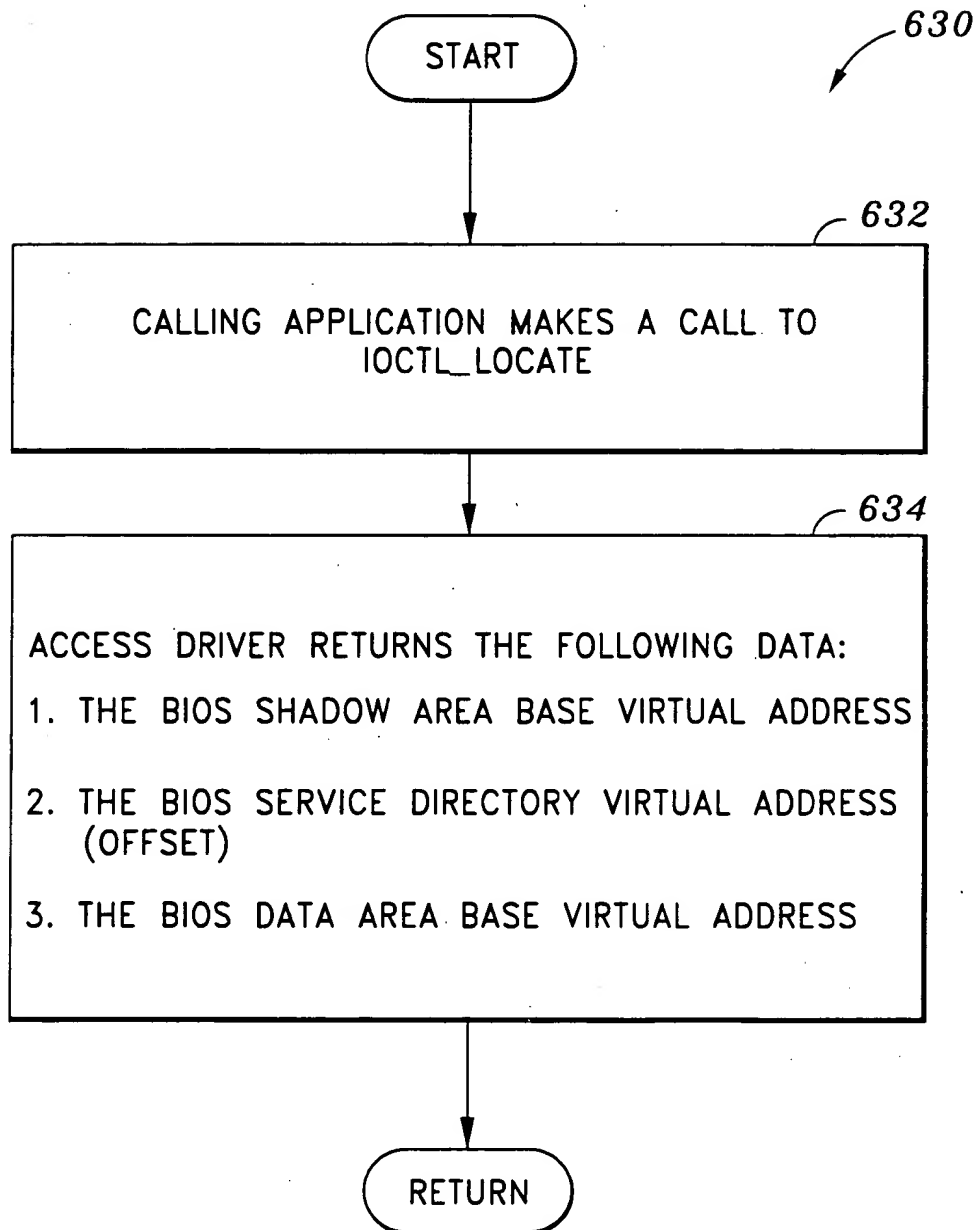 START
630
632
CALLING APPLICATION MAKES A CALL TO
IOCTL_LOCATE
634
ACCESS DRIVER RETURNS THE FOLLOWING DATA:
1. THE BIOS SHADOW AREA BASE VIRTUAL ADDRESS
2. THE BIOS SERVICE DIRECTORY VIRTUAL ADDRESS
(OFFSET)
3. THE BIOS DATA AREA BASE VIRTUAL ADDRESS
RETURN